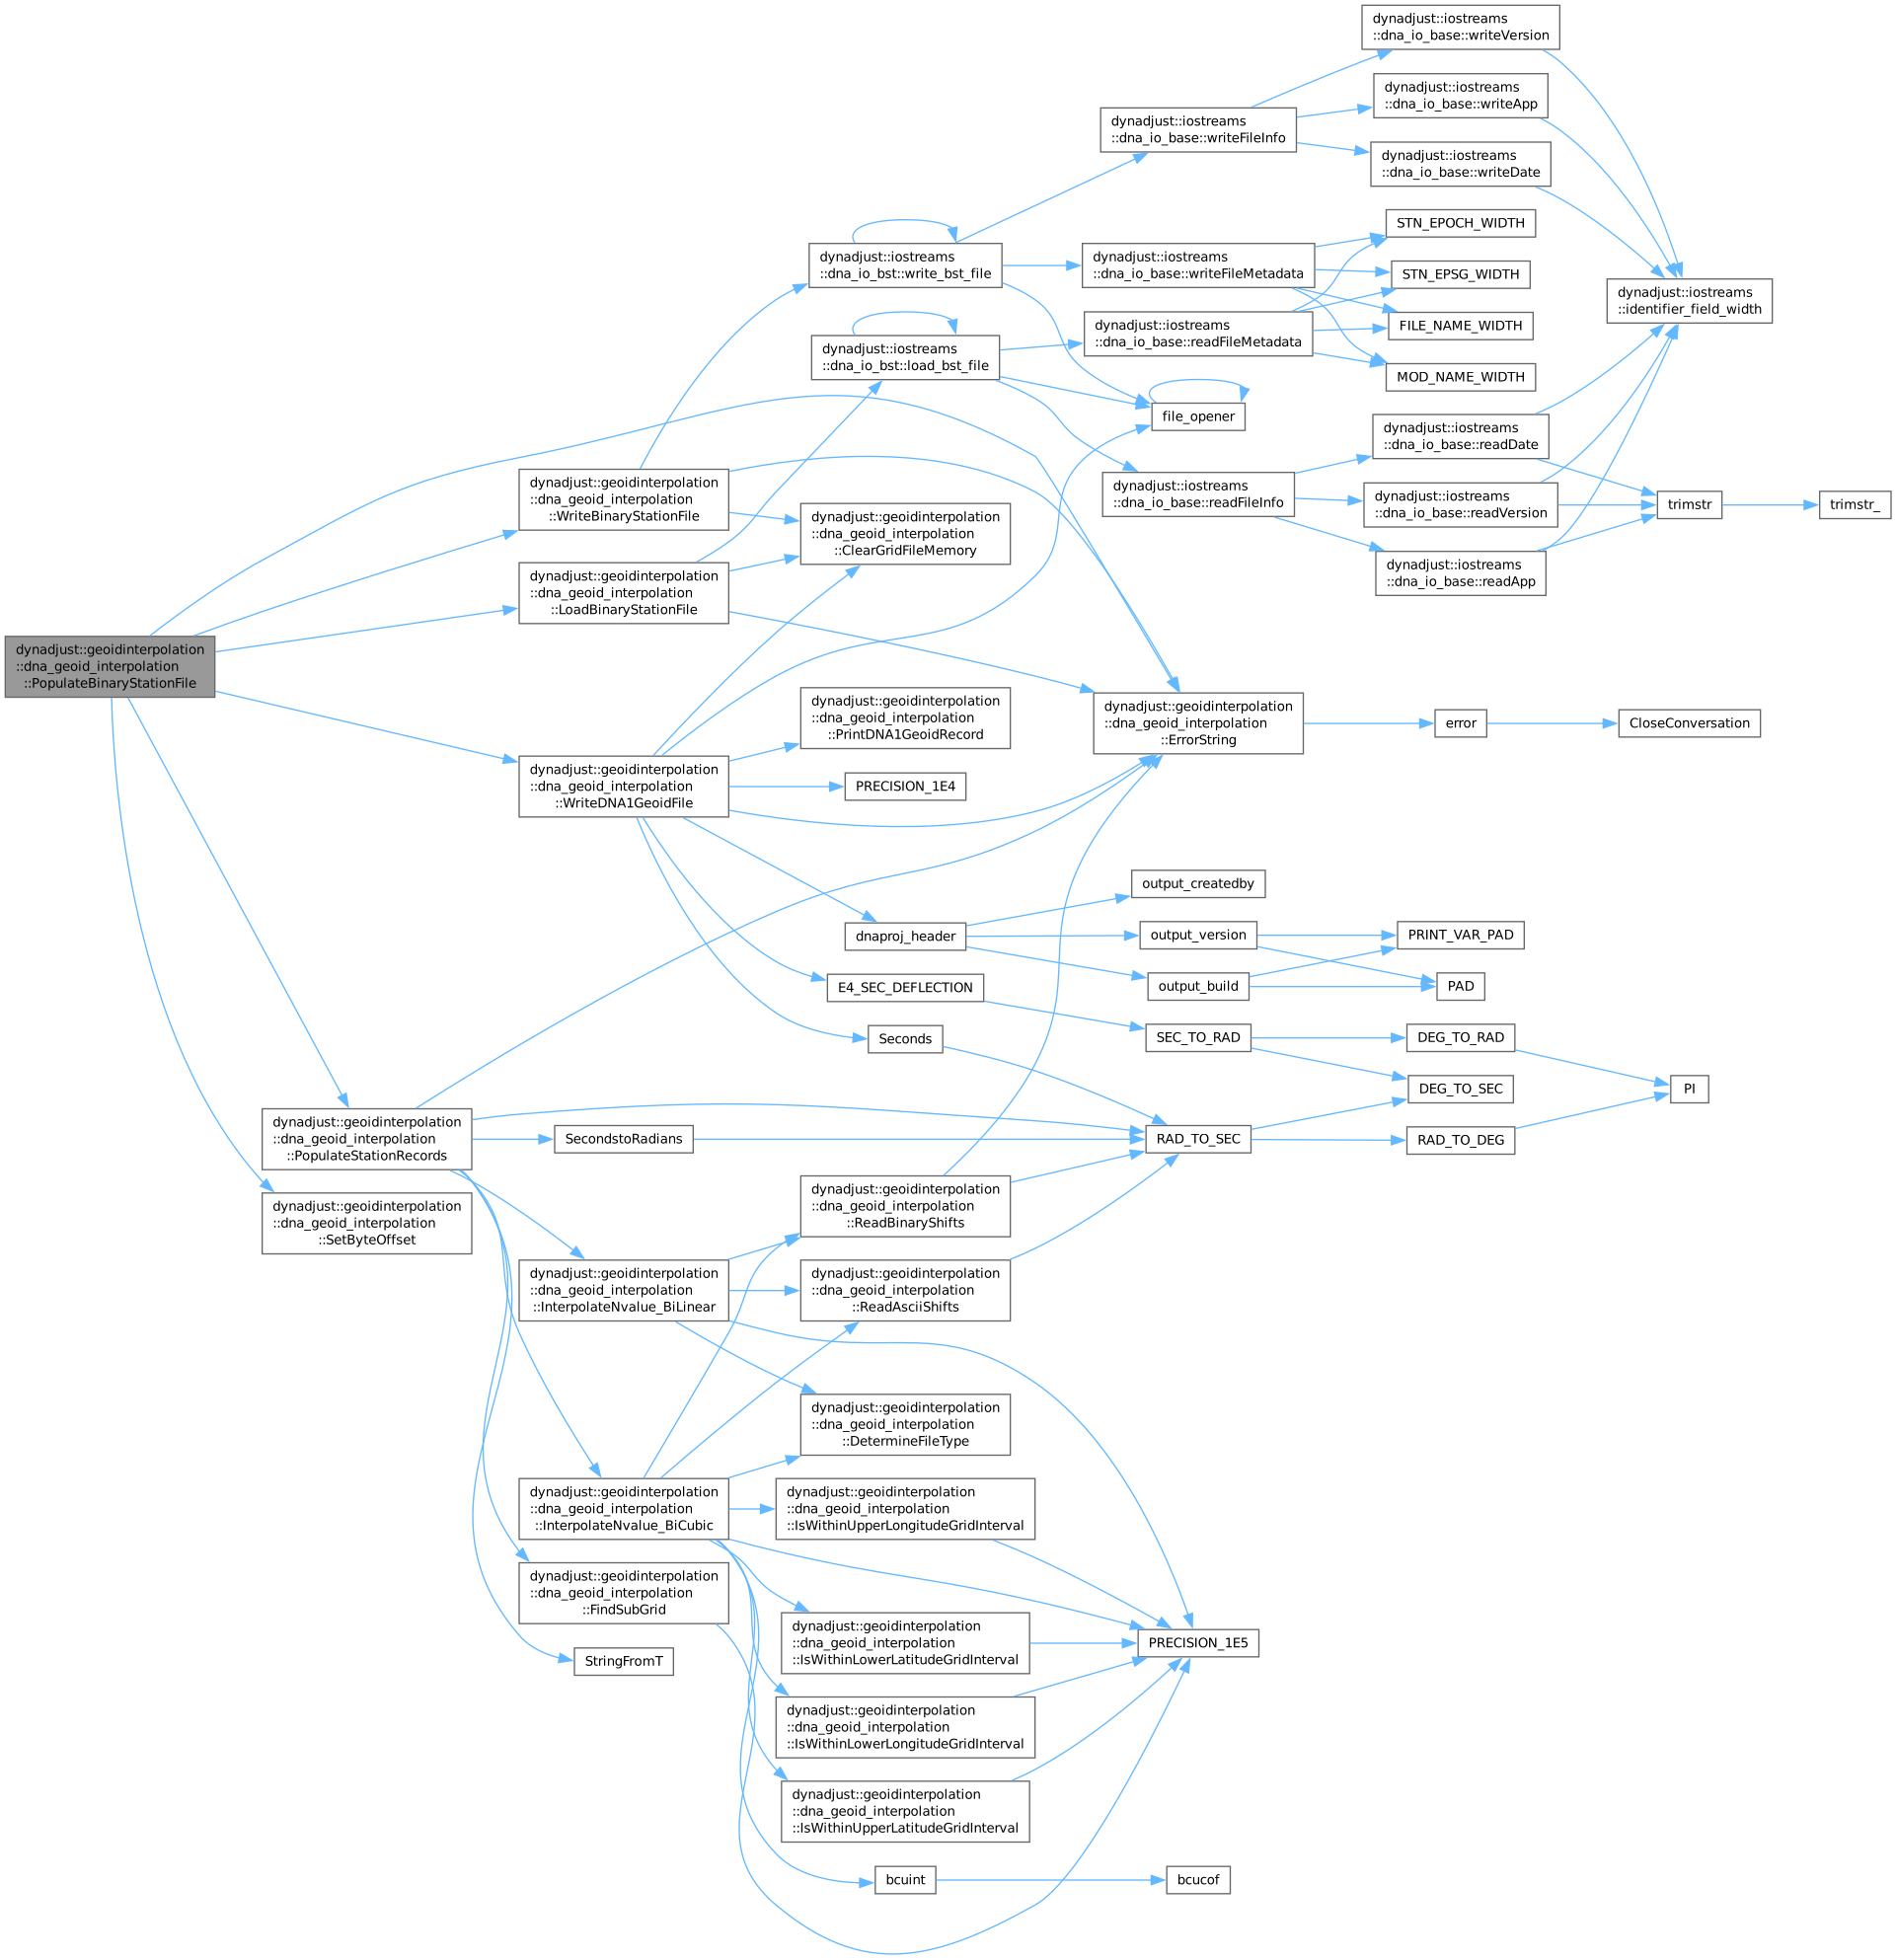 dynadjust::geoidinterpolation
::dna_geoid_interpolation
::PopulateBinaryStationFile
dynadjust::geoidinterpolation
::dna_geoid_interpolation
::PopulateStationRecords
dynadjust::geoidinterpolation
::dna_geoid_interpolation
::SetByteOffset
dynadjust::geoidinterpolation
::dna_geoid_interpolation
::WriteBinaryStationFile
dynadjust::geoidinterpolation
::dna_geoid_interpolation
::LoadBinaryStationFile
dynadjust::geoidinterpolation
::dna_geoid_interpolation
::WriteDNA1GeoidFile
SecondstoRadians
dynadjust::geoidinterpolation
::dna_geoid_interpolation
::InterpolateNvalue_BiLinear
dynadjust::geoidinterpolation
::dna_geoid_interpolation
::InterpolateNvalue_BiCubic
dynadjust::geoidinterpolation
::dna_geoid_interpolation
::FindSubGrid
StringFromT
dynadjust::iostreams
::dna_io_bst::write_bst_file
dynadjust::iostreams
::dna_io_bst::load_bst_file
dynadjust::geoidinterpolation
::dna_geoid_interpolation
::ClearGridFileMemory
dynadjust::geoidinterpolation
::dna_geoid_interpolation
::PrintDNA1GeoidRecord
PRECISION_1E4
dnaproj_header
E4_SEC_DEFLECTION
Seconds
dynadjust::geoidinterpolation
::dna_geoid_interpolation
::ReadBinaryShifts
dynadjust::geoidinterpolation
::dna_geoid_interpolation
::ReadAsciiShifts
dynadjust::geoidinterpolation
::dna_geoid_interpolation
::DetermineFileType
dynadjust::geoidinterpolation
::dna_geoid_interpolation
::IsWithinUpperLongitudeGridInterval
dynadjust::geoidinterpolation
::dna_geoid_interpolation
::IsWithinLowerLatitudeGridInterval
dynadjust::geoidinterpolation
::dna_geoid_interpolation
::IsWithinLowerLongitudeGridInterval
dynadjust::geoidinterpolation
::dna_geoid_interpolation
::IsWithinUpperLatitudeGridInterval
bcuint
dynadjust::iostreams
::dna_io_base::writeFileInfo
dynadjust::iostreams
::dna_io_base::writeFileMetadata
dynadjust::iostreams
::dna_io_base::readFileMetadata
file_opener
dynadjust::iostreams
::dna_io_base::readFileInfo
dynadjust::geoidinterpolation
::dna_geoid_interpolation
::ErrorString
output_createdby
output_version
output_build
SEC_TO_RAD
RAD_TO_SEC
PRECISION_1E5
bcucof
dynadjust::iostreams
::dna_io_base::writeVersion
dynadjust::iostreams
::dna_io_base::writeApp
dynadjust::iostreams
::dna_io_base::writeDate
STN_EPOCH_WIDTH
STN_EPSG_WIDTH
FILE_NAME_WIDTH
MOD_NAME_WIDTH
dynadjust::iostreams
::dna_io_base::readDate
dynadjust::iostreams
::dna_io_base::readVersion
dynadjust::iostreams
::dna_io_base::readApp
error
PRINT_VAR_PAD
PAD
DEG_TO_RAD
DEG_TO_SEC
RAD_TO_DEG
dynadjust::iostreams
::identifier_field_width
trimstr
CloseConversation
PI
trimstr_